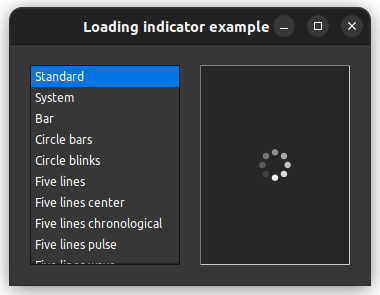 Loading indicator example
Standard
System
Bar
Circle bars
Circle blinks
Five lines
Five lines center
Five lines chronological
Five lines pulse